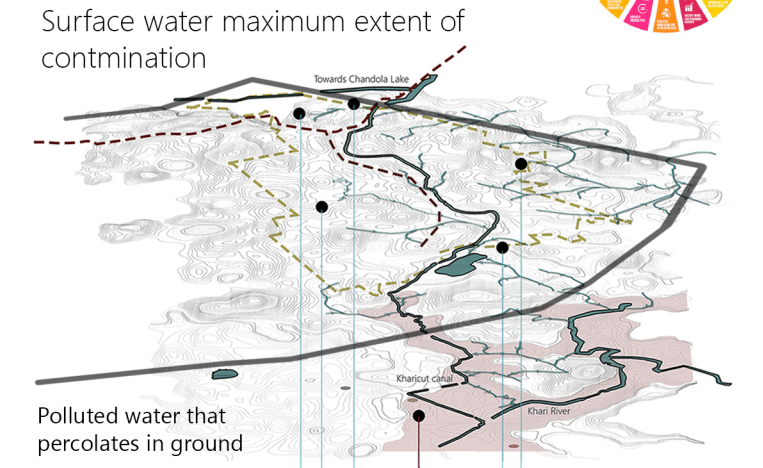 Surface water maximum extent of
contmination
Towards Chandola Lake
Kharicut canal
Khari River
Polluted water that
percolates in ground